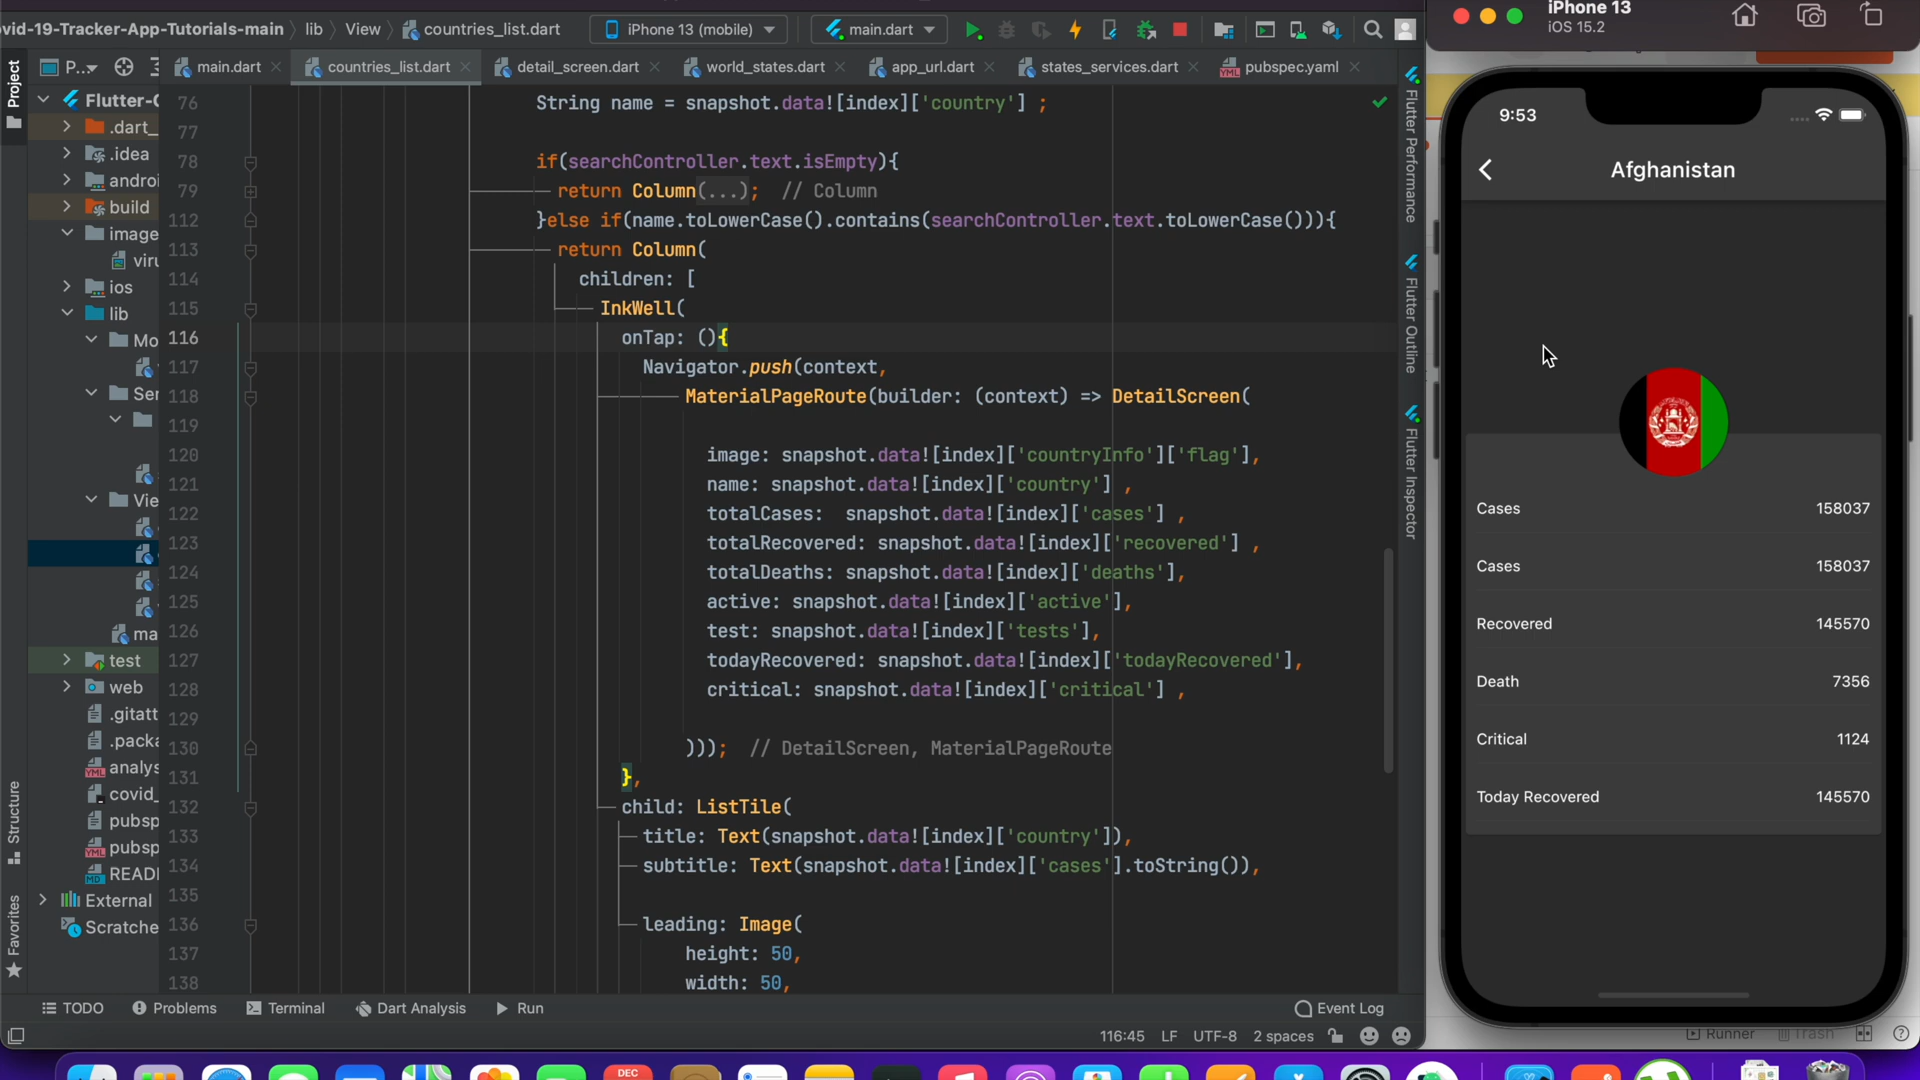 vid-19-Tracker-App-Tutorials-main lib View countries_list.dart iPhone 13 (mobile) main.dart
P... main.dart countries_list.dart detail_screen.dart world_states.dart app_url.dart states_services.dart pubspec.yaml
Project
Structure
Favorites
Flutter-C
.dart_
.idea
androi
build
image
viru
ios
lib
Mo
Ser
Vie
ma
test
web
.gitatt
.packa
analys
covid_
pubsp
pubsp
READI
External
Scratche
76 String name = snapshot.data![index]['country'] ;
77
78 if(searchController.text.isEmpty){
79 return Column(...); // Column
112 }else if(name.toLowerCase().contains(searchController.text.toLowerCase())){
113 return Column(
114 children: [
115 InkWell(
116 onTap: (){
117 Navigator.push(context,
118 MaterialPageRoute(builder: (context) => DetailScreen(
119
120 image: snapshot.data![index]['countryInfo']['flag'],
121 name: snapshot.data![index]['country'] ,
122 totalCases: snapshot.data![index]['cases'] ,
123 totalRecovered: snapshot.data![index]['recovered'] ,
124 totalDeaths: snapshot.data![index]['deaths'],
125 active: snapshot.data![index]['active'],
126 test: snapshot.data![index]['tests'],
127 todayRecovered: snapshot.data![index]['todayRecovered'],
128 critical: snapshot.data![index]['critical'] ,
129
130 ))); // DetailScreen, MaterialPageRoute
131 },
132 child: ListTile(
133 title: Text(snapshot.data![index]['country']),
134 subtitle: Text(snapshot.data![index]['cases'].toString()),
135
136 leading: Image(
137 height: 50,
138 width: 50,
Flutter Performance
Flutter Outline
Flutter Inspector
TODO Problems Terminal Dart Analysis Run Event Log
116:45 LF UTF-8 2 spaces
iPhone 13
iOS 15.2
9:53
Afghanistan
Cases 158037
Cases 158037
Recovered 145570
Death 7356
Critical 1124
Today Recovered 145570
Runner Trash
DEC